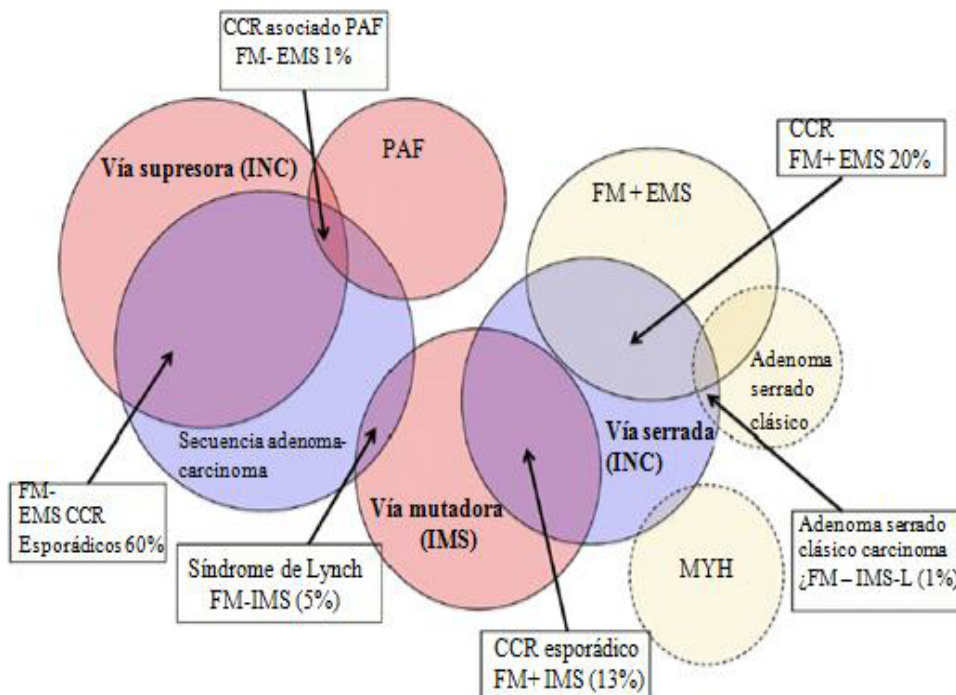 CCR asociado PAF
FM- EMS 1%
PAF
Vía supresora (INC)
CCR
FM+ EMS 20%
FM + EMS
Adenoma
serrado
clásico
Secuencia adenoma-
carcinoma
Vía serrada
(INC)
Vía mutadora
(IMS)
FM-
EMS CCR
Esporádicos 60%
Síndrome de Lynch
FM-IMS (5%)
MYH
Adenoma serrado
clásico carcinoma
¿FM – IMS-L (1%)
CCR esporádico
FM+ IMS (13%)